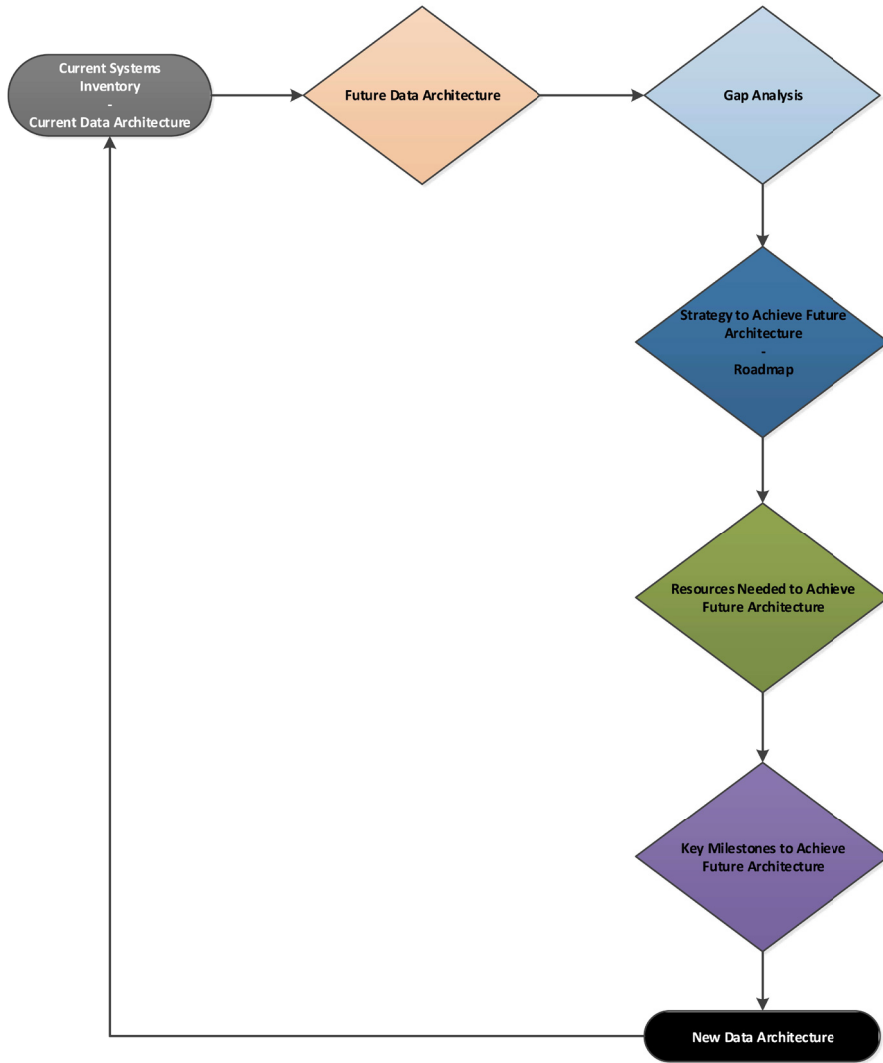 Current Systems
Inventory
-
Current Data Architecture
Future Data Architecture
Gap Analysis
Strategy to Achieve Future
Architecture
-
Roadmap
Resources Needed to Achieve
Future Architecture
Key Milestones to Achieve
Future Architecture
New Data Architecture